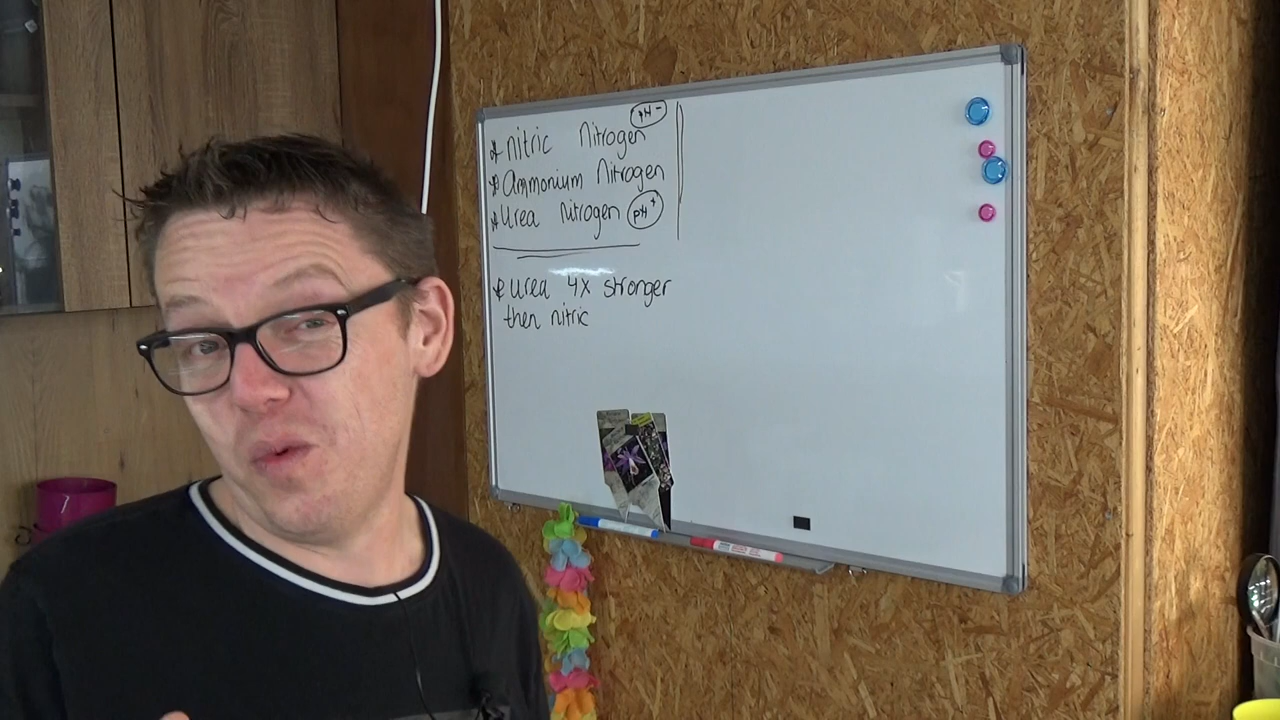 pH -
* Nitric Nitrogen
* Ammonium Nitrogen
* Urea Nitrogen pH +
* Urea 4x stronger
then nitric